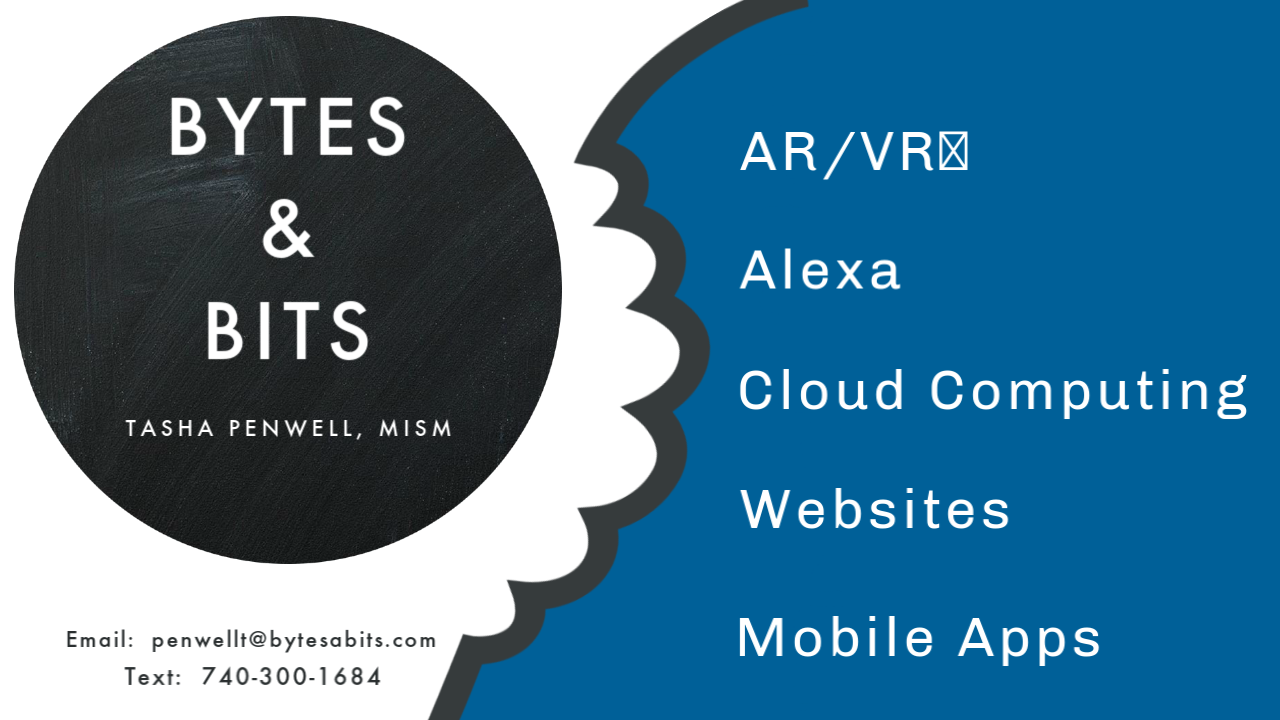 BYTES
&
BITS
TASHA PENWELL, MISM
Email: penwellt@bytesabits.com
Text: 740-300-1684
AR/VR
Alexa
Cloud Computing
Websites
Mobile Apps